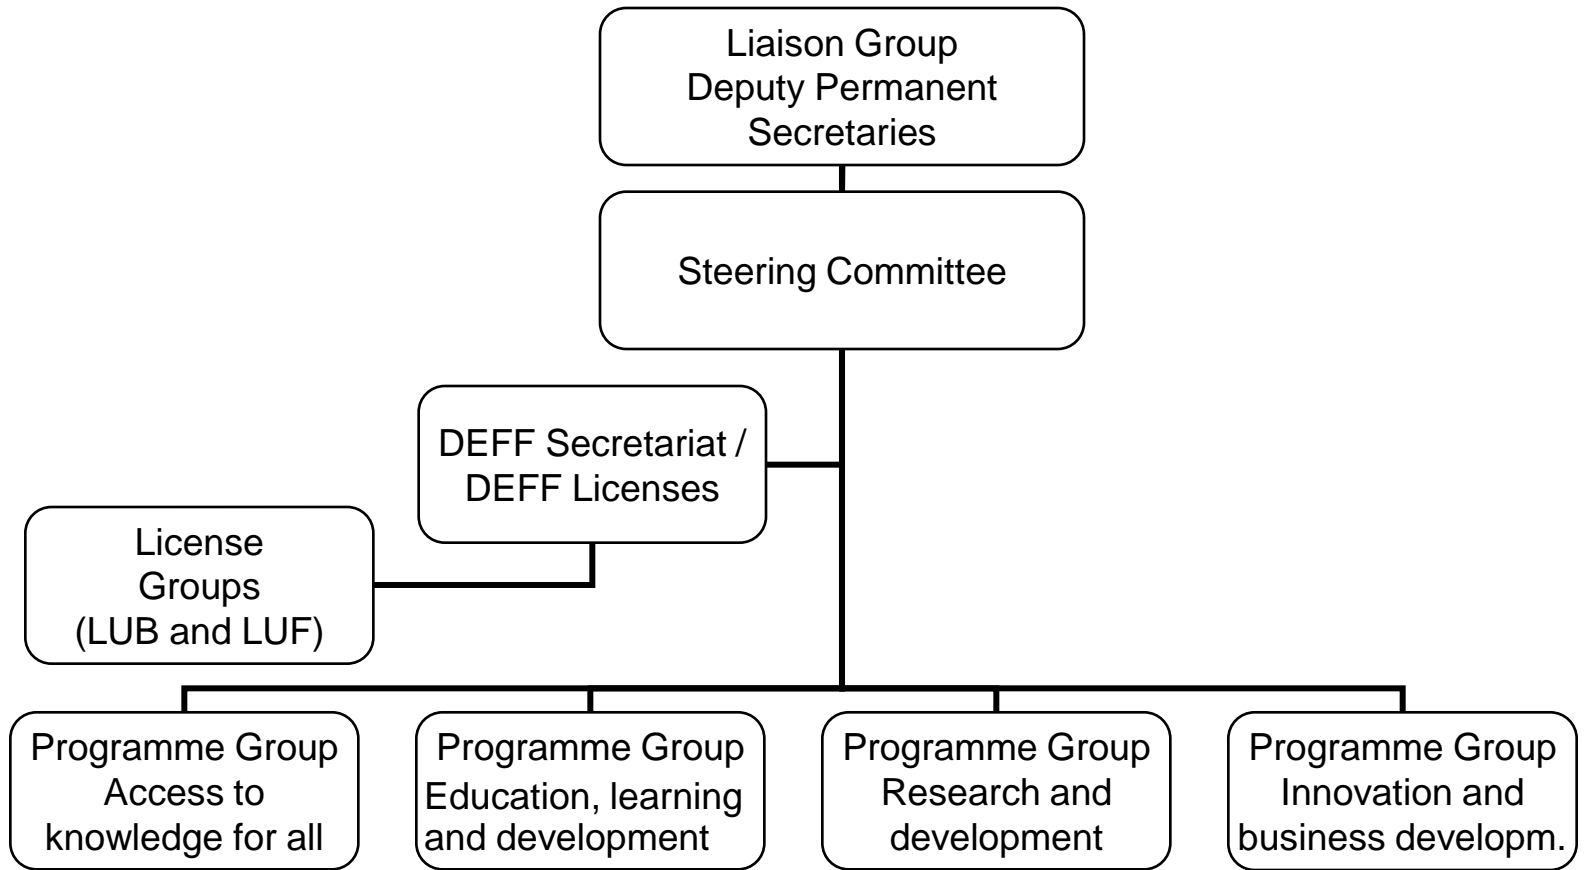 Liaison Group
Deputy Permanent
Secretaries
Steering Committee
DEFF Secretariat /
DEFF Licenses
License
Groups
(LUB and LUF)
Programme Group
Access to
knowledge for all
Programme Group
Education, learning
and development
Programme Group
Research and
development
Programme Group
Innovation and
business developm.